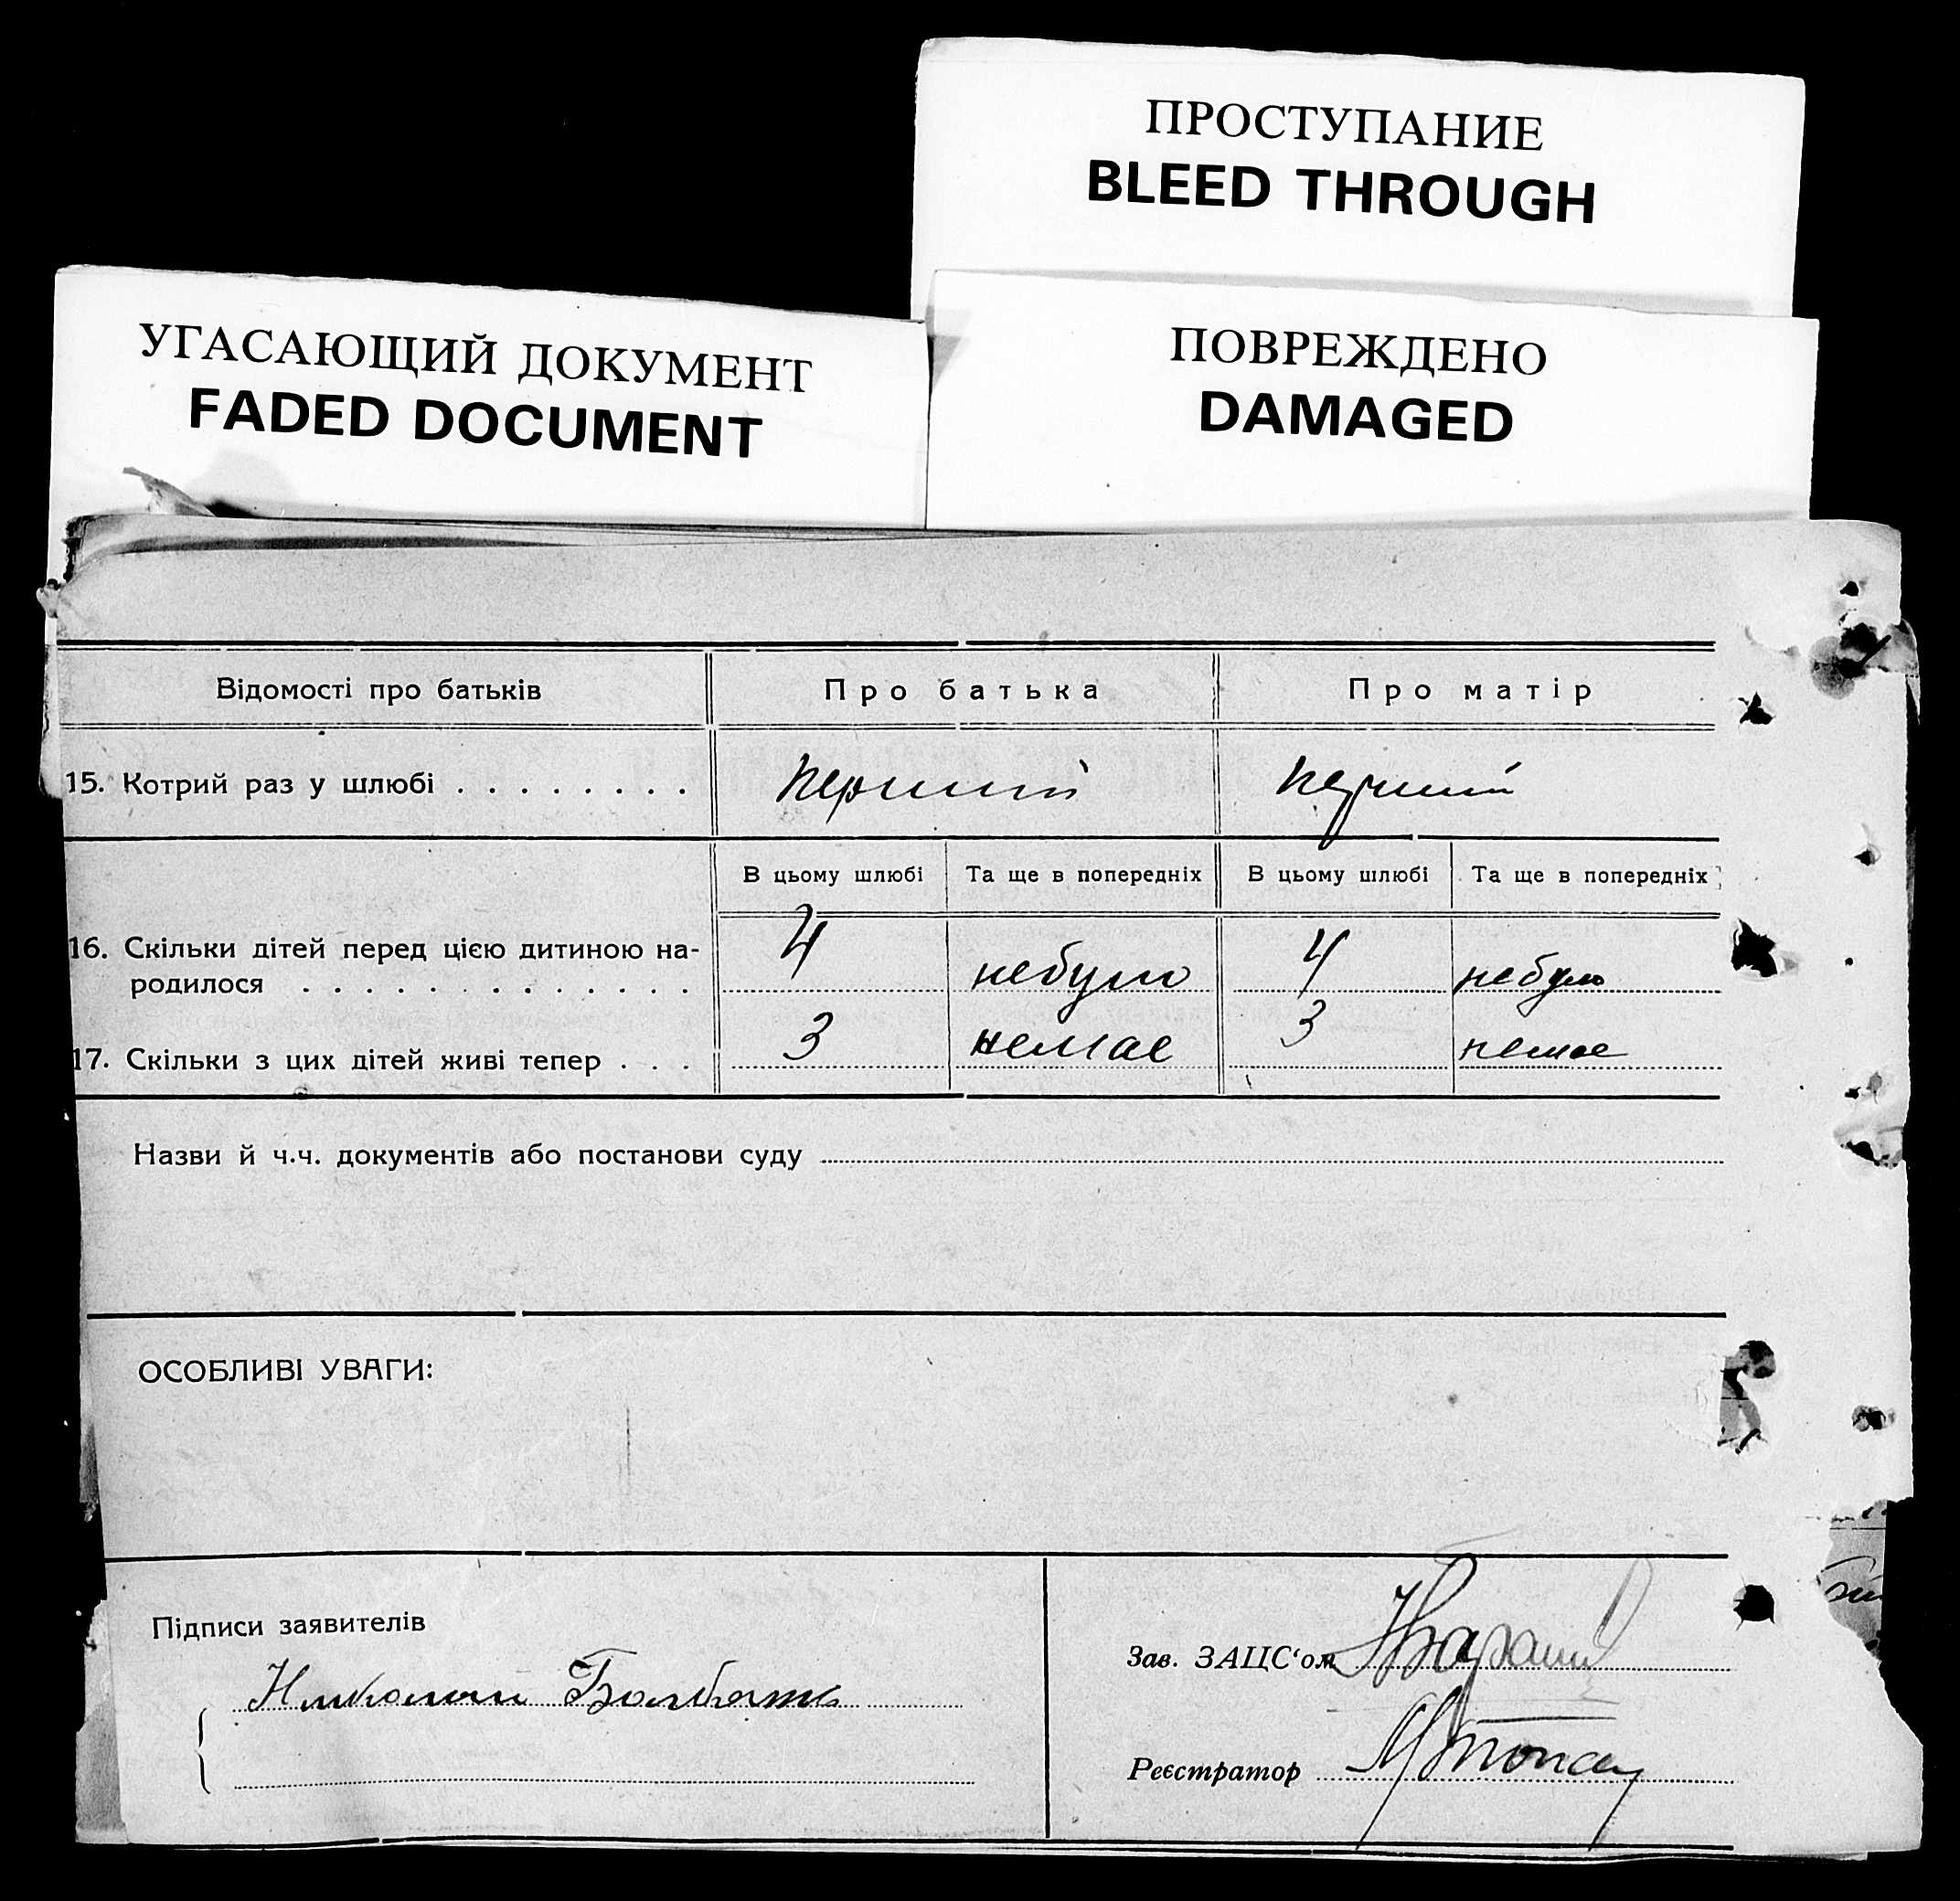 ПРОСТУПАНИЕ
BLEED THROUGH
УГАСАЮЩИЙ ДОКУМЕНТ
FADED DOCUMENT
ПОВРЕЖДЕНО
DAMAGED
Відомості про батьків Про батька Про матір
15. Котрий раз у шлюбі . . . . . . . . перший перший
В цьому шлюбі Та ще в попередніх В цьому шлюбі Та ще в попередніх
16. Скільки дітей перед цією дитиною на-
родилося . . . . . . . . . . . . . 4 небуло 4 небуло
17. Скільки з цих дітей живі тепер . . . 3 немає 3 немає
Назви й ч.ч. документів або постанови суду
ОСОБЛИВІ УВАГИ:
Підписи заявителів
Николай
Зав. ЗАЦС‘ом
Реєстратор